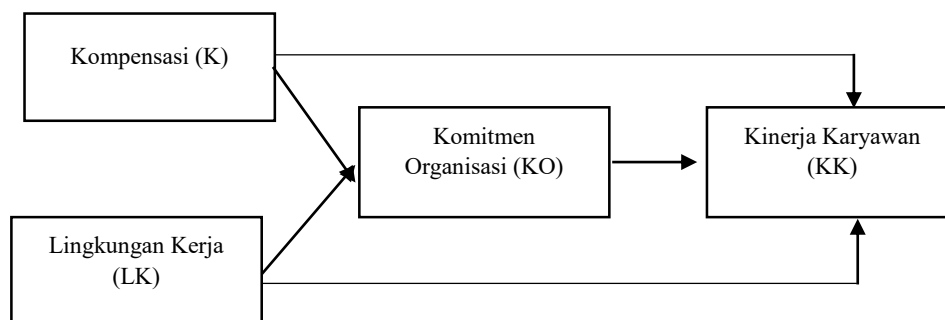 Kompensasi (K)
Komitmen
Organisasi (KO)
Kinerja Karyawan
(KK)
Lingkungan Kerja
(LK)